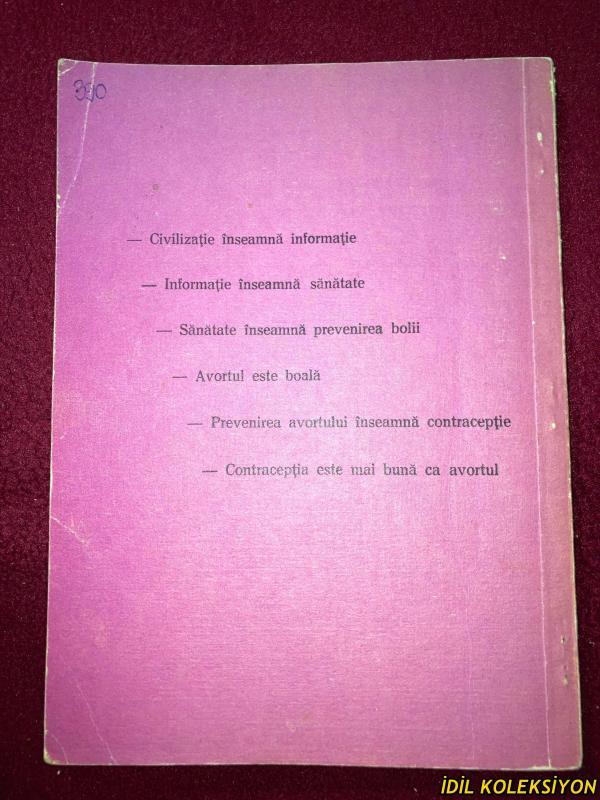 390
— Civilizație înseamnă informație
— Informație înseamnă sănătate
— Sănătate înseamnă prevenirea bolii
— Avortul este boală
— Prevenirea avortului înseamnă contracepție
— Contracepția este mai bună ca avortul
İDİL KOLEKSİYON